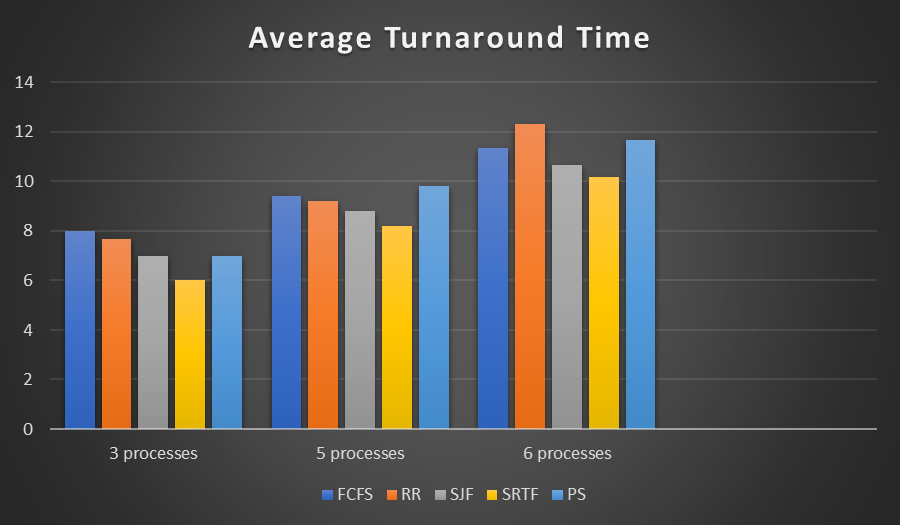 Average Turnaround Time
14
12
10
8
6
4
2
0
3 processes 5 processes 6 processes
FCFS RR SJF SRTF PS